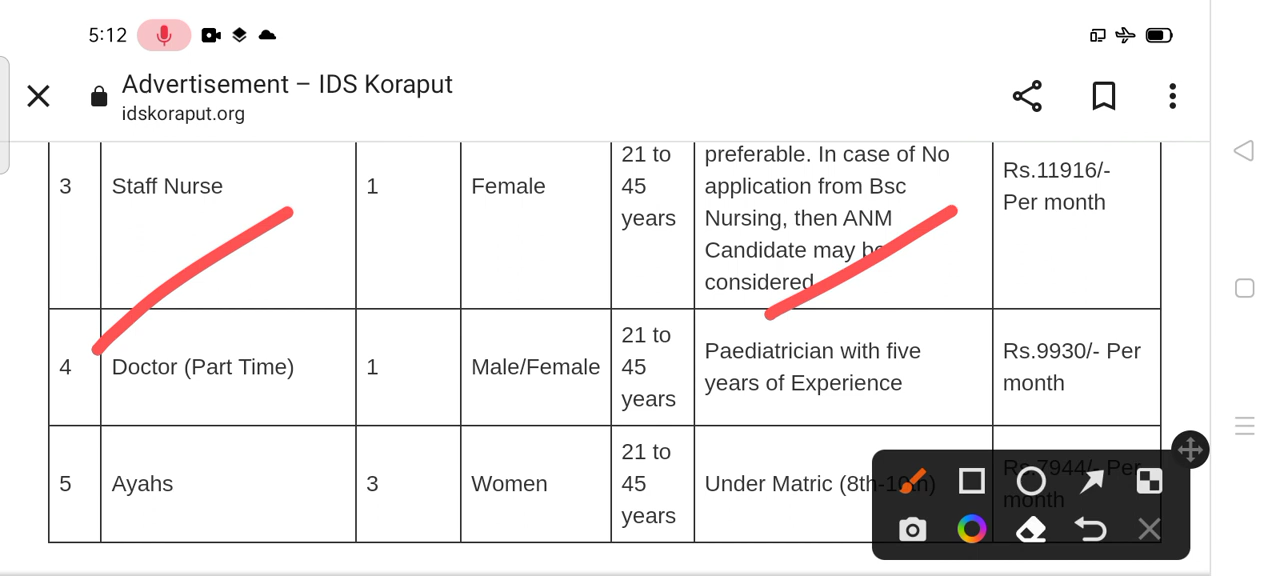 5:12
Advertisement – IDS Koraput
idskoraput.org
3 Staff Nurse 1 Female 21 to 45 years preferable. In case of No application from Bsc Nursing, then ANM Candidate may be considered Rs.11916/- Per month
4 Doctor (Part Time) 1 Male/Female 21 to 45 years Paediatrician with five years of Experience Rs.9930/- Per month
5 Ayahs 3 Women 21 to 45 years Under Matric (8th-10th) Rs.7944/- Per month